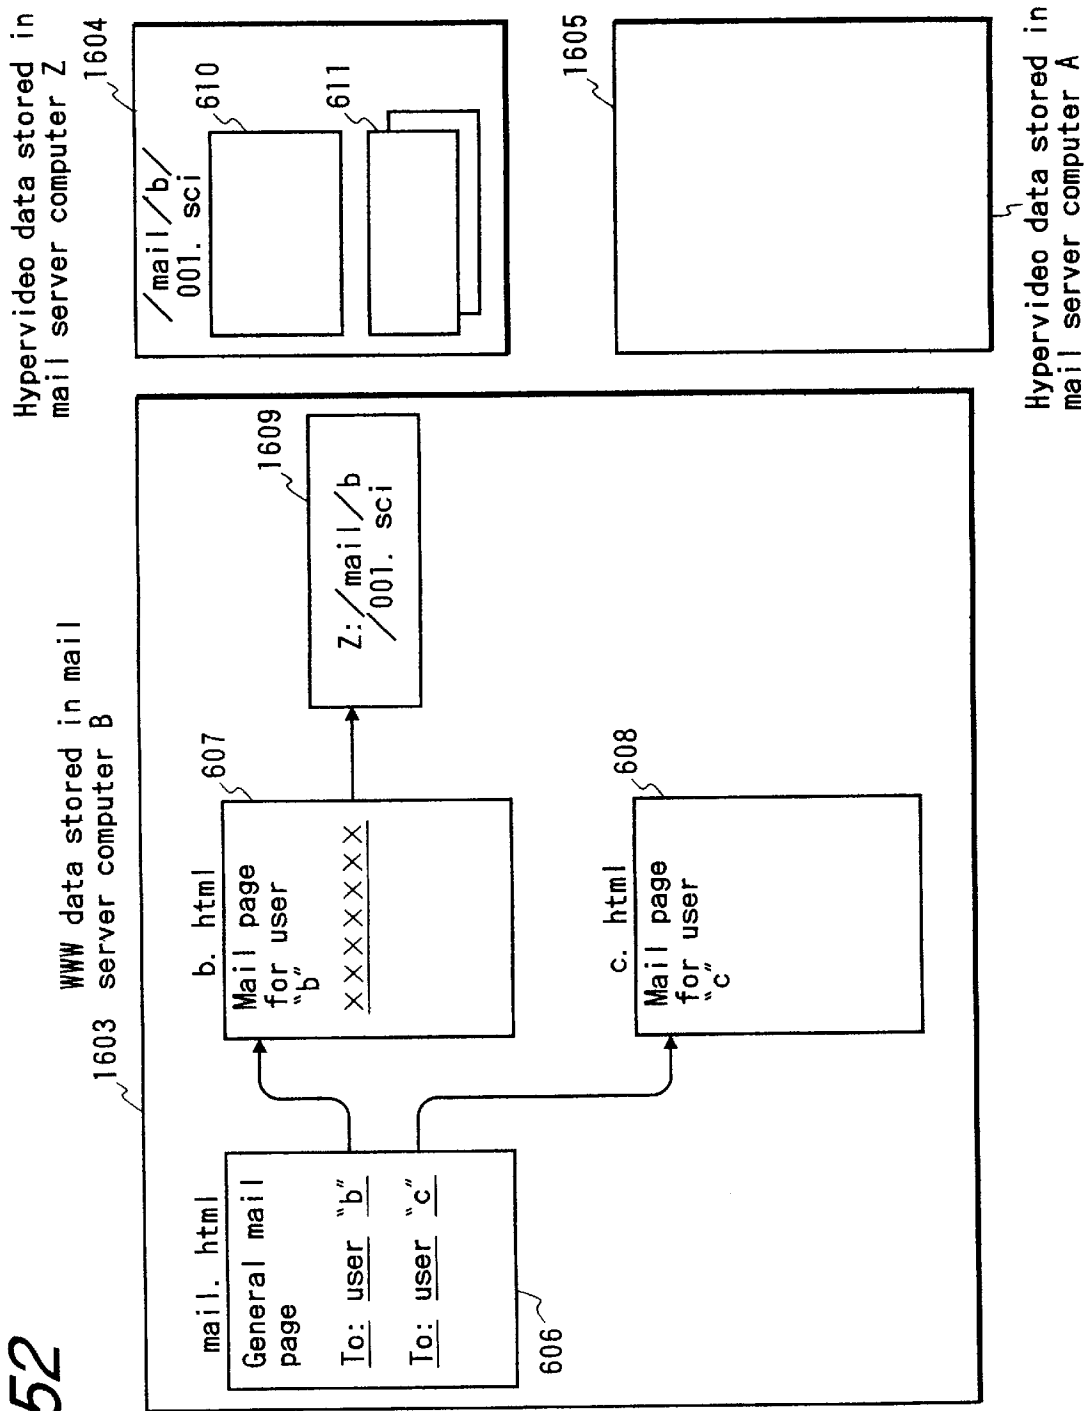 52
WWW data stored in mail
1603 server computer B
mail. html
General mail
page
To: user "b"
To: user "c"
606
b. html
607
Mail page
for user
"b"
×××××××
c. html
608
Mail page
for user
"c"
1609
Z:/mail/b
/001. sci
Hypervideo data stored in
mail server computer Z
1604
/mail/b/
001. sci
610
611
1605
Hypervideo data stored in
mail server computer A